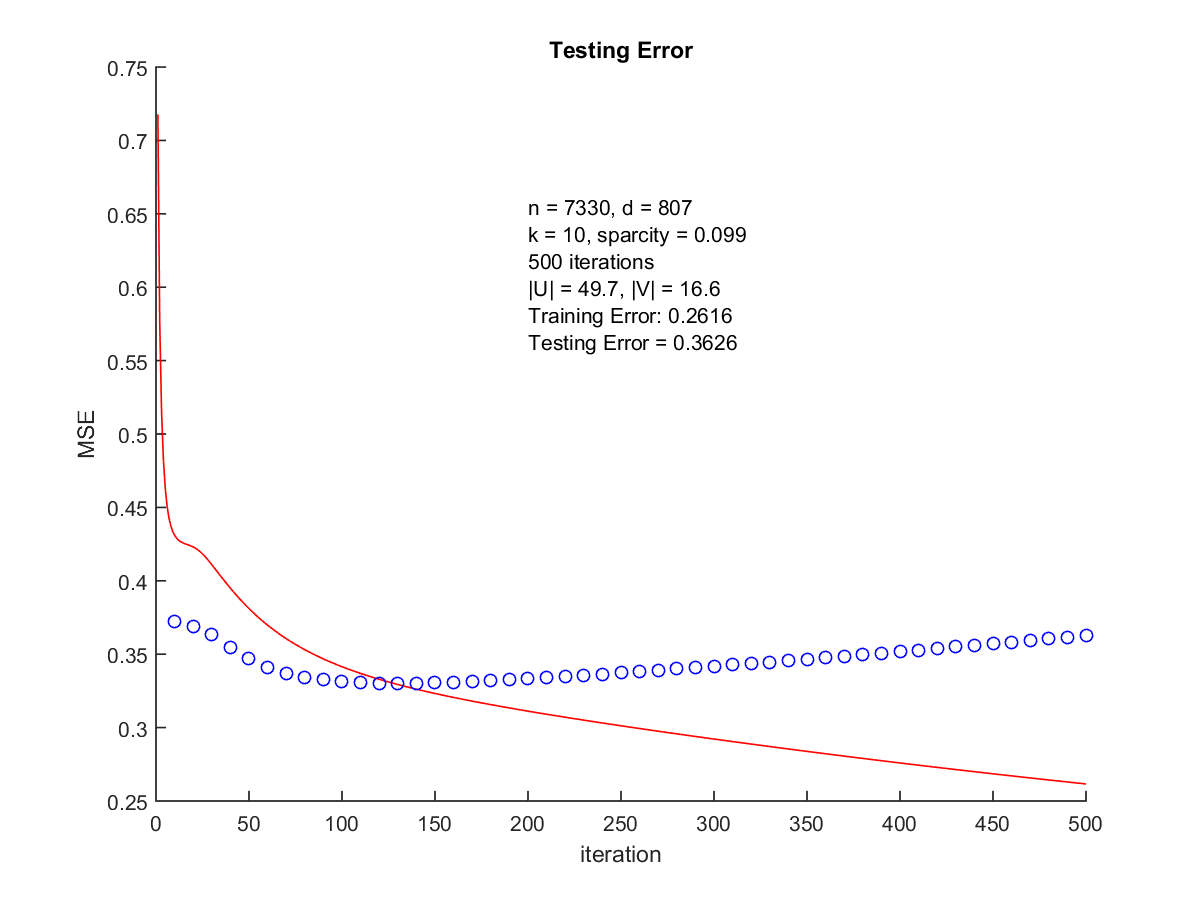 Testing Error
0.75
0.7
0.65
0.6
0.55
0.5
0.45
0.4
0.35
0.3
0.25
MSE
n = 7330, d = 807
k = 10, sparcity = 0.099
500 iterations
|U| = 49.7, |V| = 16.6
Training Error: 0.2616
Testing Error = 0.3626
0 50 100 150 200 250 300 350 400 450 500
iteration